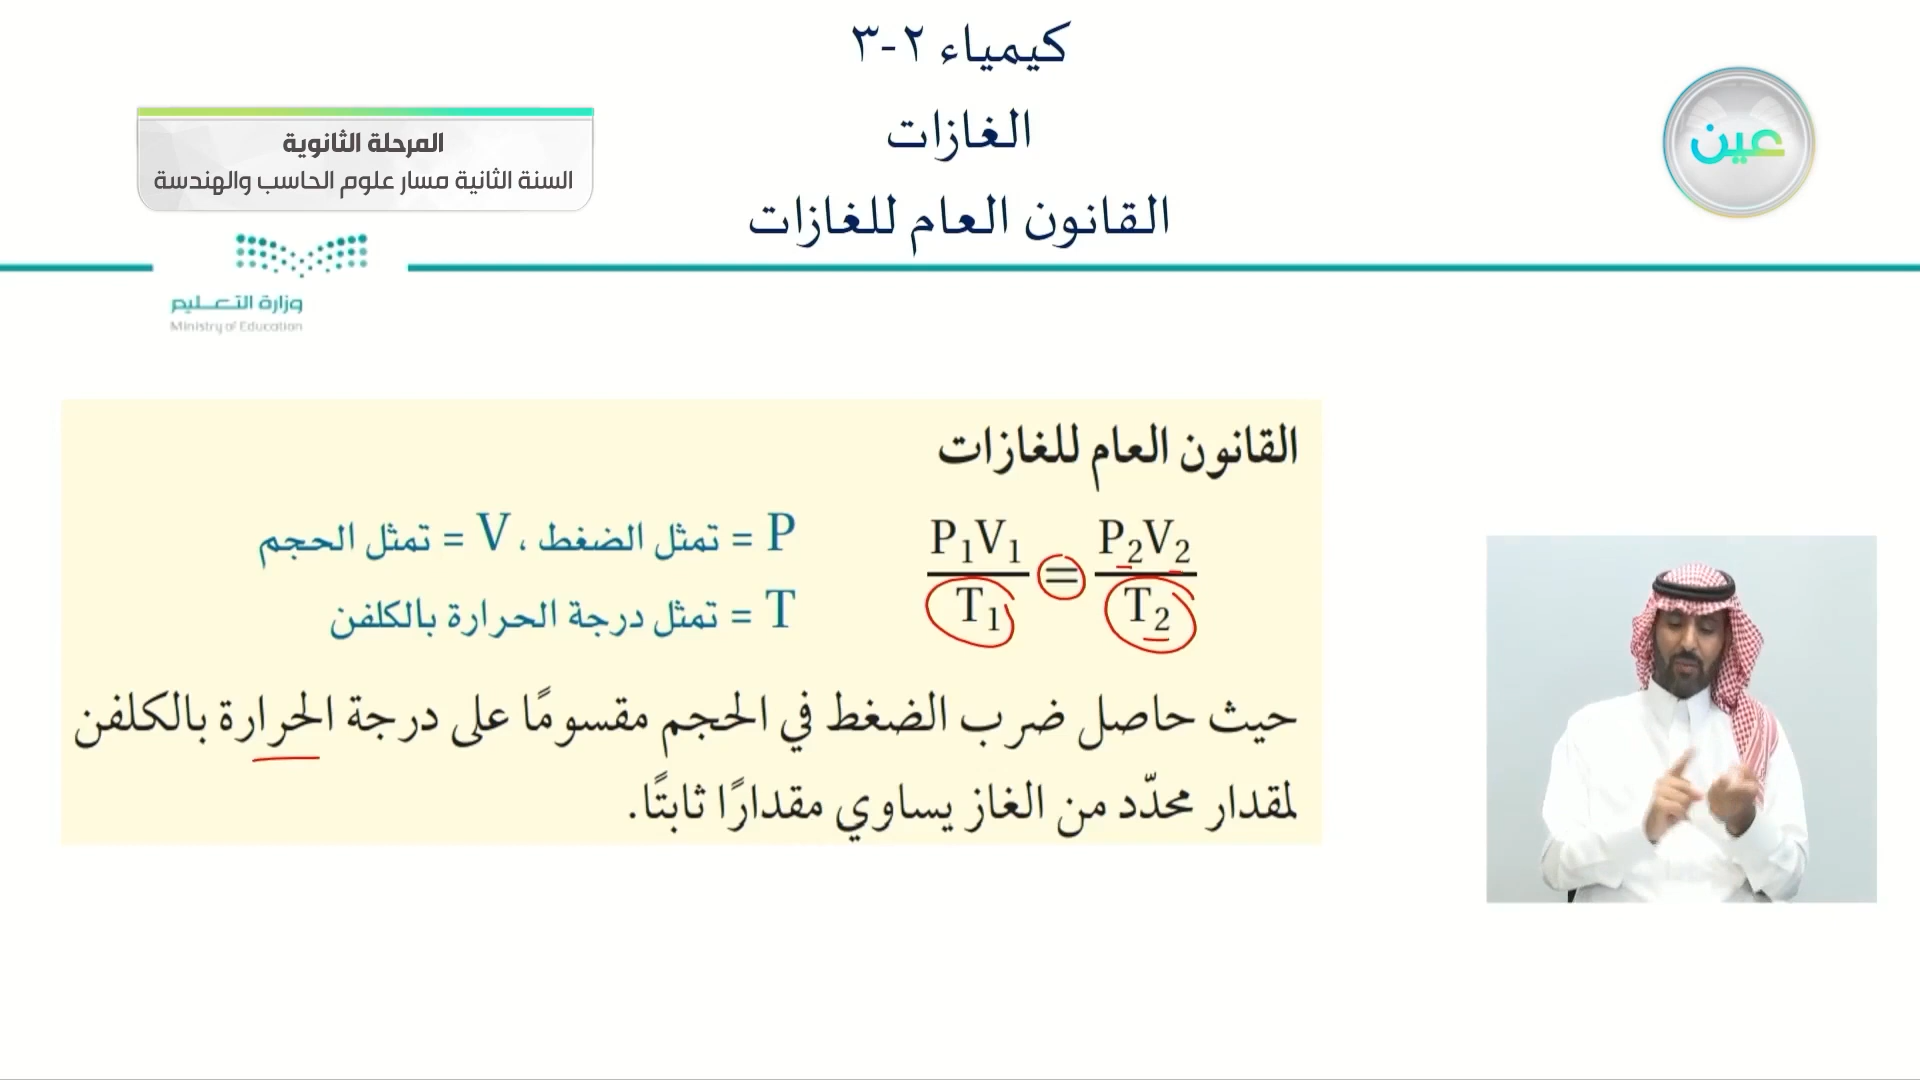 كيمياء ٢-٣
الغازات
القانون العام للغازات
عين
المرحلة الثانوية
السنة الثانية مسار علوم الحاسب والهندسة
وزارة التعليم
Ministry of Education
القانون العام للغازات
P₁V₁/T₁ = P₂V₂/T₂
P = تمثل الضغط ، V = تمثل الحجم
T = تمثل درجة الحرارة بالكلفن
حيث حاصل ضرب الضغط في الحجم مقسومًا على درجة الحرارة بالكلفن
لمقدار محدّد من الغاز يساوي مقدارًا ثابتًا.